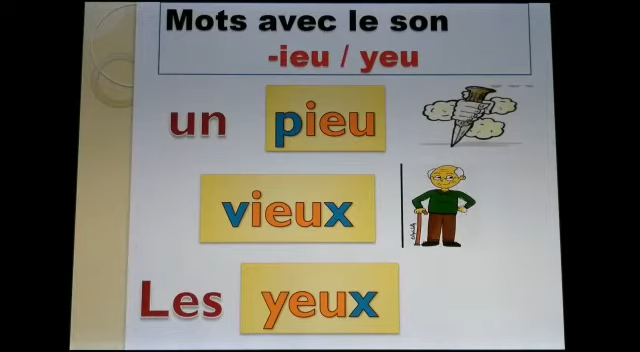 Mots avec le son
-ieu / yeu
un pieu
vieux
Les yeux